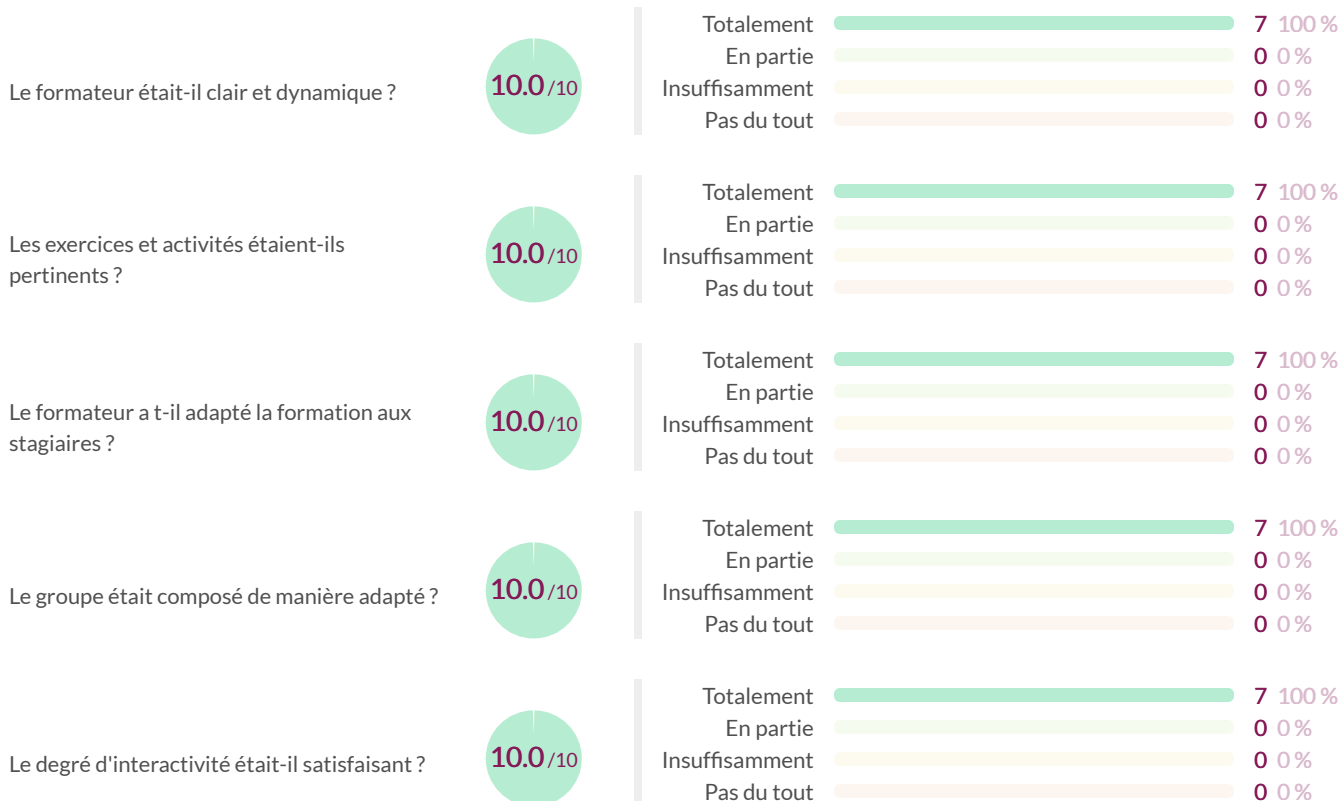 Le formateur était-il clair et dynamique ?
10.0 /10
Totalement 7 100 %
En partie 0 0 %
Insuffisamment 0 0 %
Pas du tout 0 0 %
Les exercices et activités étaient-ils
pertinents ?
10.0 /10
Totalement 7 100 %
En partie 0 0 %
Insuffisamment 0 0 %
Pas du tout 0 0 %
Le formateur a t-il adapté la formation aux
stagiaires ?
10.0 /10
Totalement 7 100 %
En partie 0 0 %
Insuffisamment 0 0 %
Pas du tout 0 0 %
Le groupe était composé de manière adapté ?
10.0 /10
Totalement 7 100 %
En partie 0 0 %
Insuffisamment 0 0 %
Pas du tout 0 0 %
Le degré d'interactivité était-il satisfaisant ?
10.0 /10
Totalement 7 100 %
En partie 0 0 %
Insuffisamment 0 0 %
Pas du tout 0 0 %